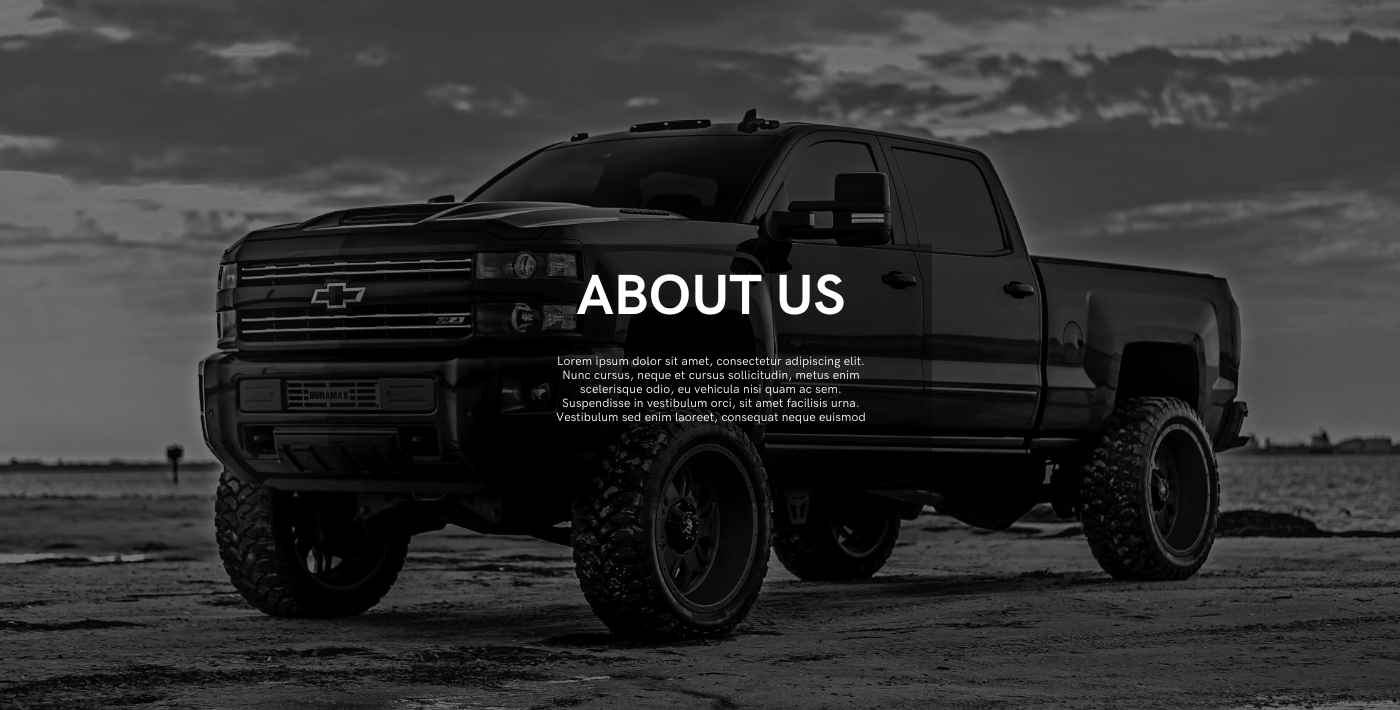 ABOUT US
Lorem ipsum dolor sit amet, consectetur adipiscing elit.
Nunc cursus, neque et cursus sollicitudin, metus enim
scelerisque odio, eu vehicula nisi quam ac sem.
Suspendisse in vestibulum orci, sit amet facilisis urna.
Vestibulum sed enim laoreet, consequat neque euismod
Z71
DURAMAX